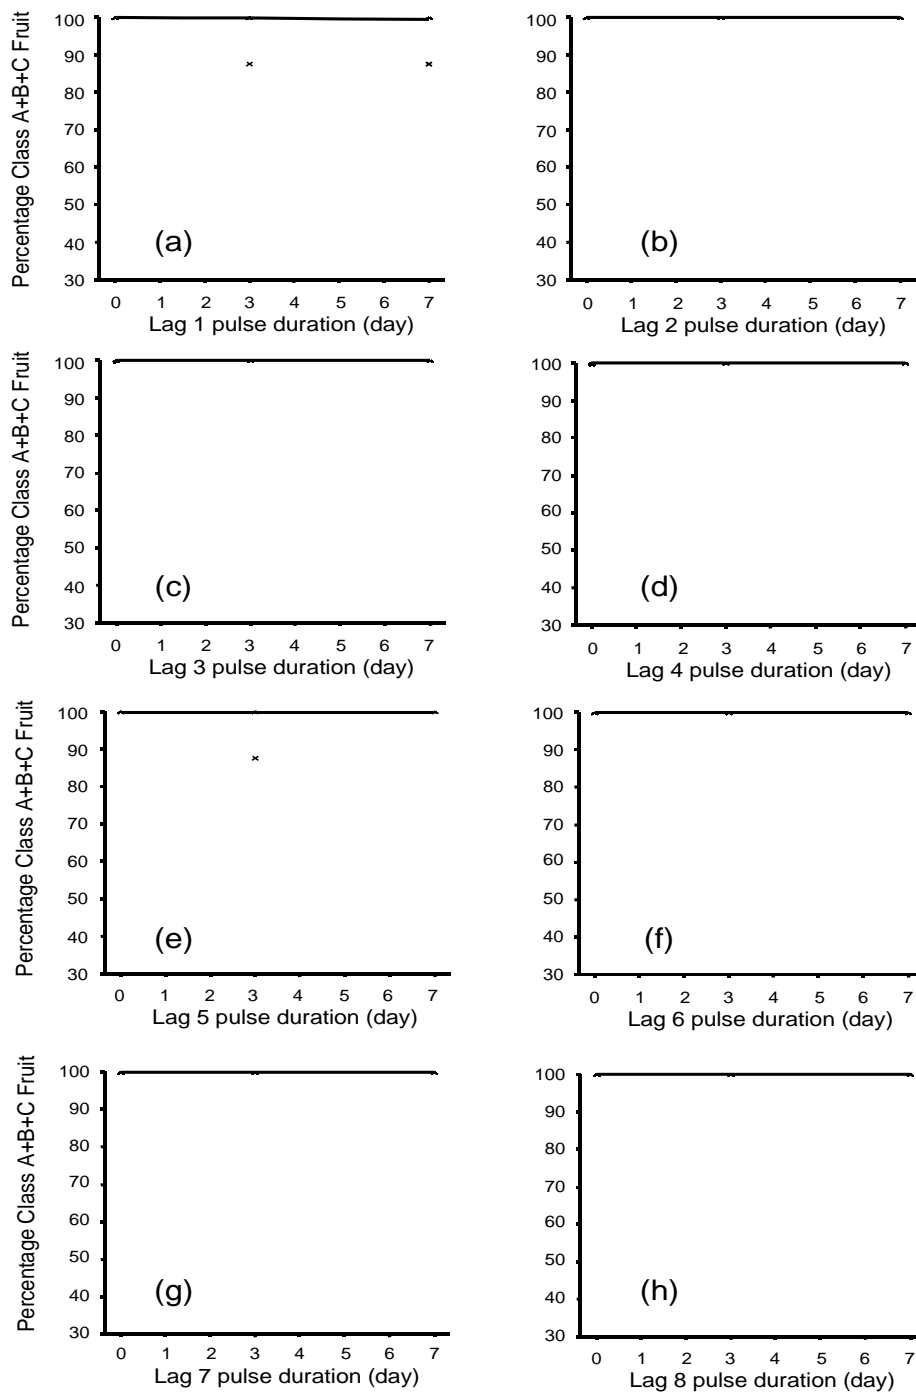 Percentage Class A+B+C Fruit
100
90
80
70
60
50
40
30
(a)
0 1 2 3 4 5 6 7
Lag 1 pulse duration (day)
100
90
80
70
60
50
40
30
(b)
0 1 2 3 4 5 6 7
Lag 2 pulse duration (day)
Percentage Class A+B+C Fruit
100
90
80
70
60
50
40
30
(c)
0 1 2 3 4 5 6 7
Lag 3 pulse duration (day)
100
90
80
70
60
50
40
30
(d)
0 1 2 3 4 5 6 7
Lag 4 pulse duration (day)
Percentage Class A+B+C Fruit
100
90
80
70
60
50
40
30
(e)
0 1 2 3 4 5 6 7
Lag 5 pulse duration (day)
100
90
80
70
60
50
40
30
(f)
0 1 2 3 4 5 6 7
Lag 6 pulse duration (day)
Percentage Class A+B+C Fruit
100
90
80
70
60
50
40
30
(g)
0 1 2 3 4 5 6 7
Lag 7 pulse duration (day)
100
90
80
70
60
50
40
30
(h)
0 1 2 3 4 5 6 7
Lag 8 pulse duration (day)